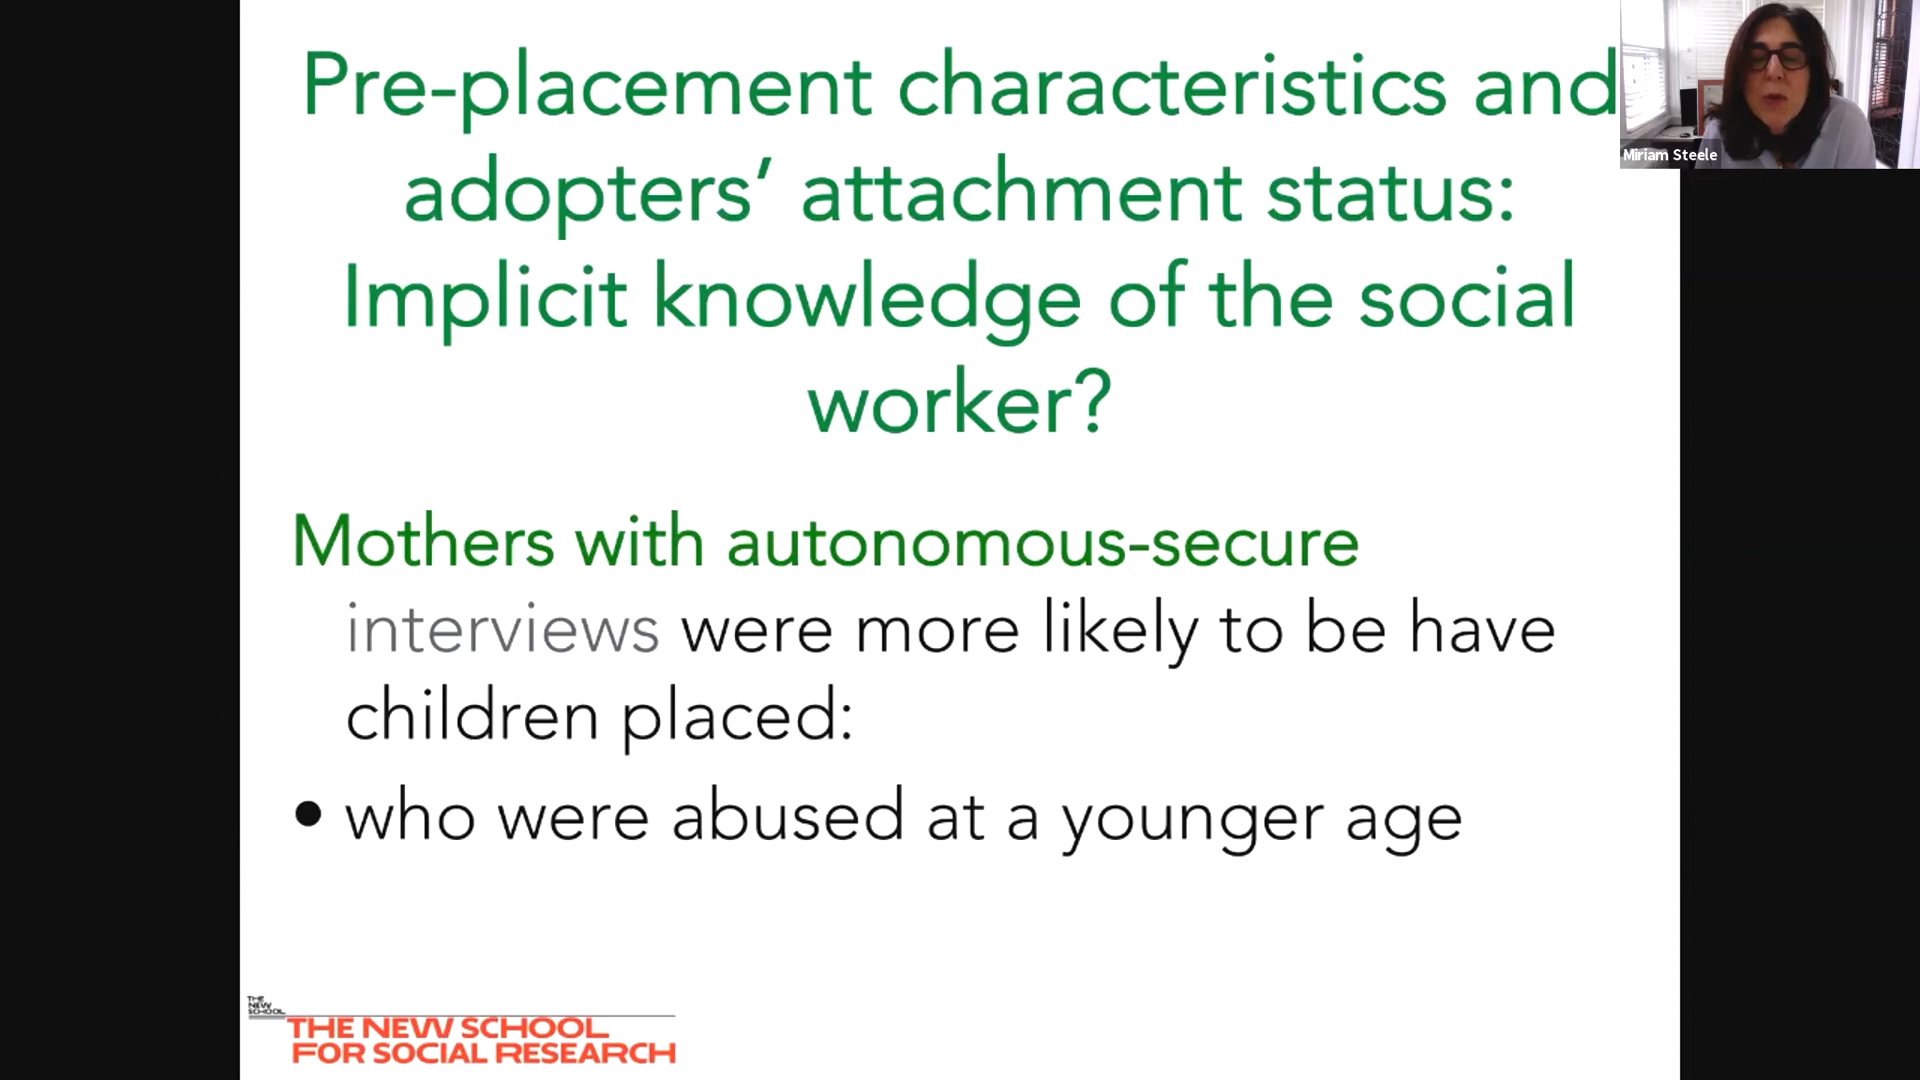 Pre-placement characteristics and
adopters’ attachment status:
Implicit knowledge of the social
worker?
Miriam Steele
Mothers with autonomous-secure
interviews were more likely to be have
children placed:
• who were abused at a younger age
THE
NEW
SCHOOL
THE NEW SCHOOL
FOR SOCIAL RESEARCH